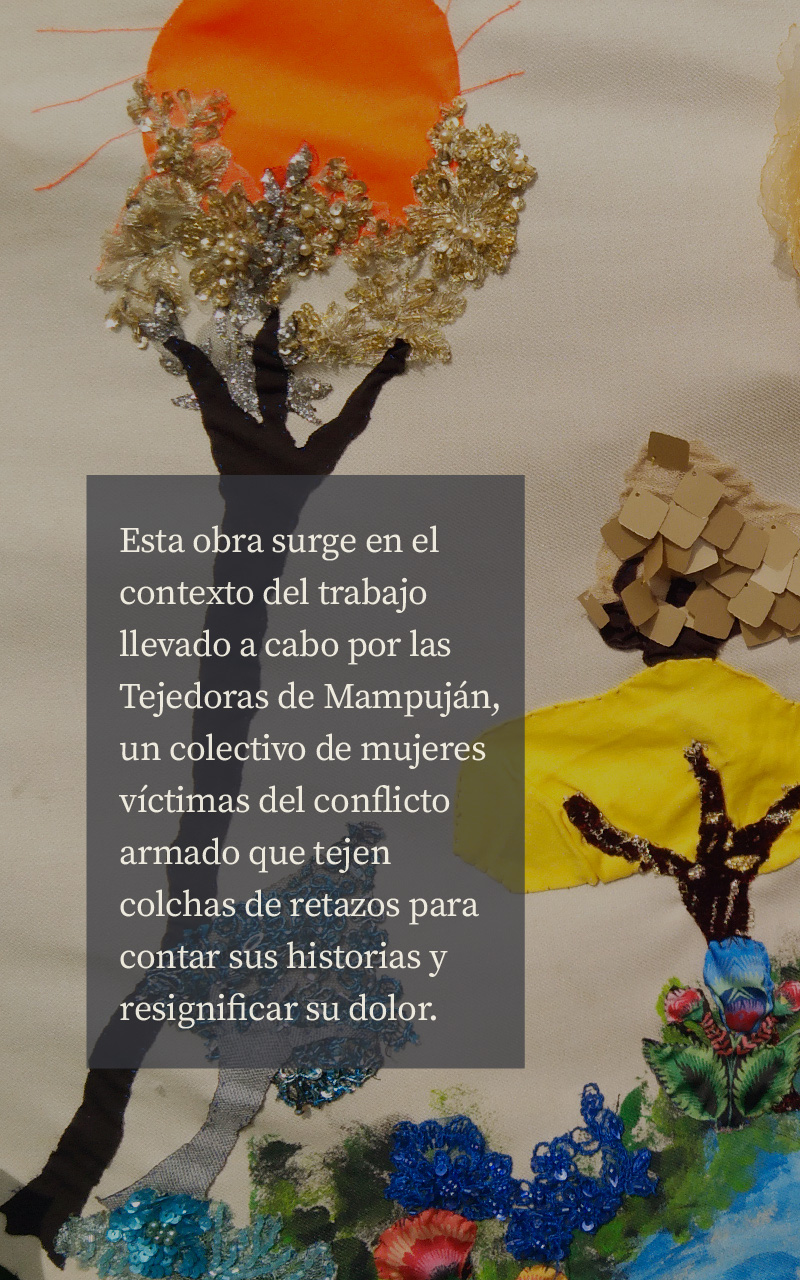 Esta obra surge en el
contexto del trabajo
llevado a cabo por las
Tejedoras de Mampuján,
un colectivo de mujeres
víctimas del conflicto
armado que tejen
colchas de retazos para
contar sus historias y
resignificar su dolor.